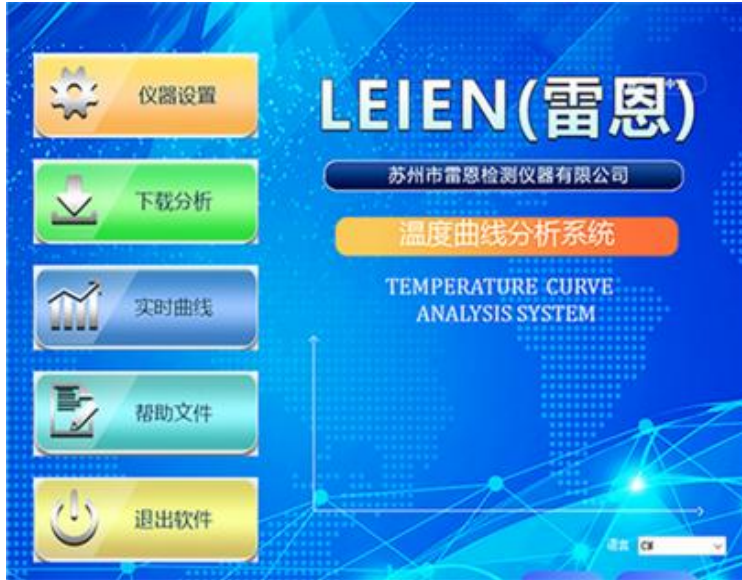 仪器设置
下载分析
实时曲线
帮助文件
退出软件
LEIEN(雷恩)
苏州市雷恩检测仪器有限公司
温度曲线分析系统
TEMPERATURE CURVE
ANALYSIS SYSTEM
语言